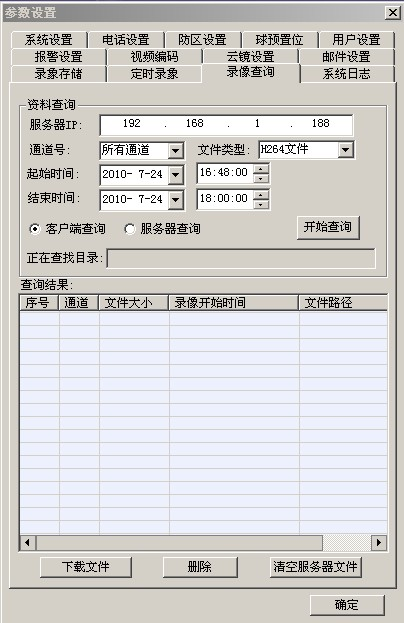 参数设置
系统设置 电话设置 防区设置 球预置位 用户设置
报警设置 视频编码 云镜设置 邮件设置
录象存储 定时录象 录像查询 系统日志
资料查询
服务器IP: 192 . 168 . 1 . 188
通道号: 所有通道 文件类型: H264文件
起始时间: 2010- 7-24 16:48:00
结束时间: 2010- 7-24 18:00:00
客户端查询 服务器查询 开始查询
正在查找目录:
查询结果:
序号 通道 文件大小 录像开始时间 文件路径
下载文件 删除 清空服务器文件
确定